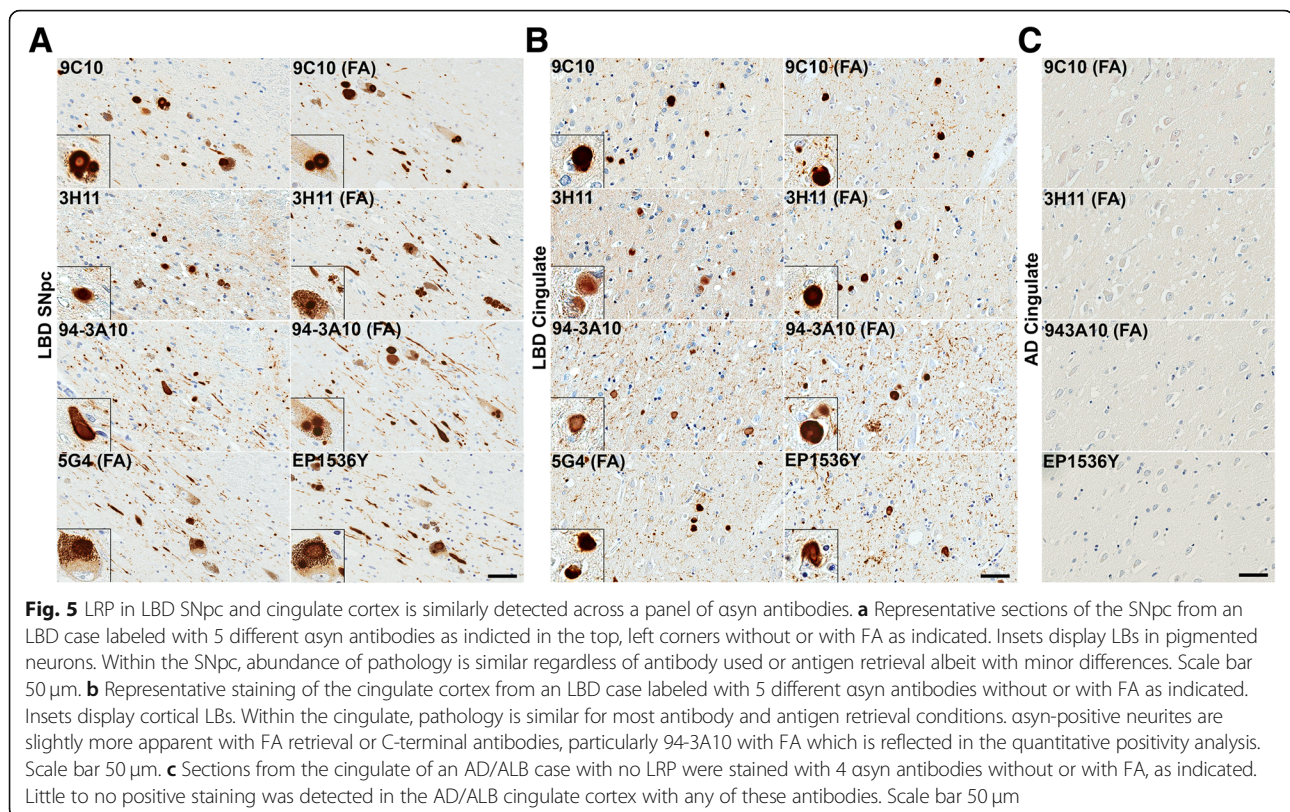 A
B
C
9C10
9C10 (FA)
9C10
9C10 (FA)
9C10 (FA)
3H11
3H11 (FA)
3H11
3H11 (FA)
3H11 (FA)
LBD SNpc
LBD Cingulate
AD Cingulate
94-3A10
94-3A10 (FA)
94-3A10
94-3A10 (FA)
943A10 (FA)
5G4 (FA)
EP1536Y
5G4 (FA)
EP1536Y
EP1536Y
Fig. 5 LRP in LBD SNpc and cingulate cortex is similarly detected across a panel of αsyn antibodies. a Representative sections of the SNpc from an
LBD case labeled with 5 different αsyn antibodies as indicted in the top, left corners without or with FA as indicated. Insets display LBs in pigmented
neurons. Within the SNpc, abundance of pathology is similar regardless of antibody used or antigen retrieval albeit with minor differences. Scale bar
50 μm. b Representative staining of the cingulate cortex from an LBD case labeled with 5 different αsyn antibodies without or with FA as indicated.
Insets display cortical LBs. Within the cingulate, pathology is similar for most antibody and antigen retrieval conditions. αsyn-positive neurites are
slightly more apparent with FA retrieval or C-terminal antibodies, particularly 94-3A10 with FA which is reflected in the quantitative positivity analysis.
Scale bar 50 μm. c Sections from the cingulate of an AD/ALB case with no LRP were stained with 4 αsyn antibodies without or with FA, as indicated.
Little to no positive staining was detected in the AD/ALB cingulate cortex with any of these antibodies. Scale bar 50 μm